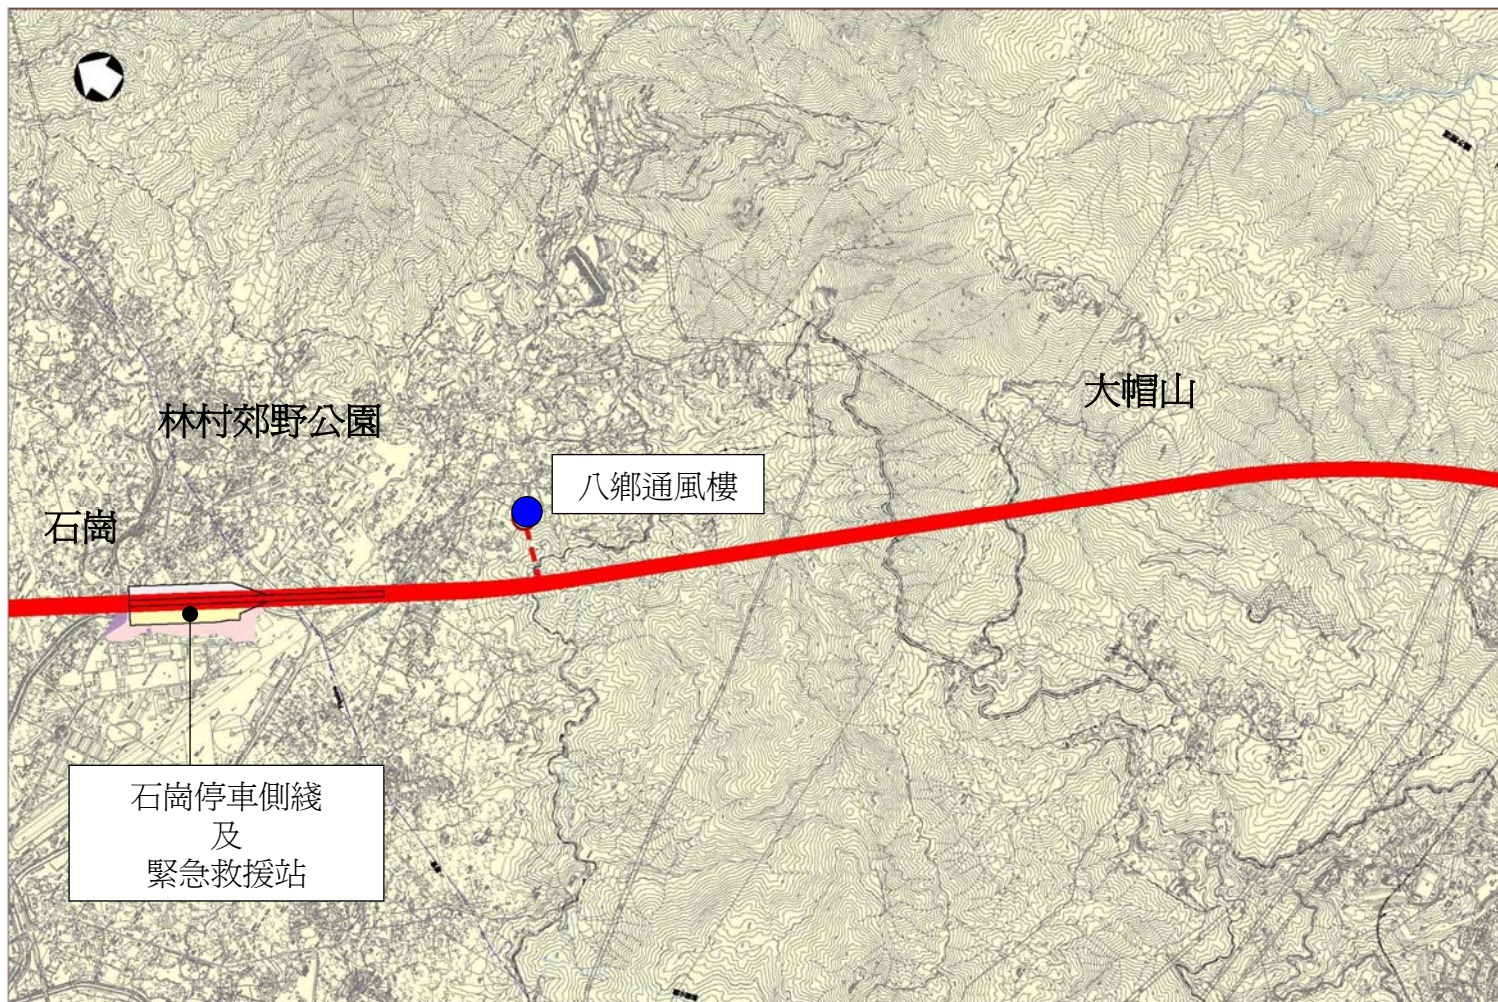 大帽山
林村郊野公園
八鄉通風樓
石崗
石崗停車側綫
及
緊急救援站